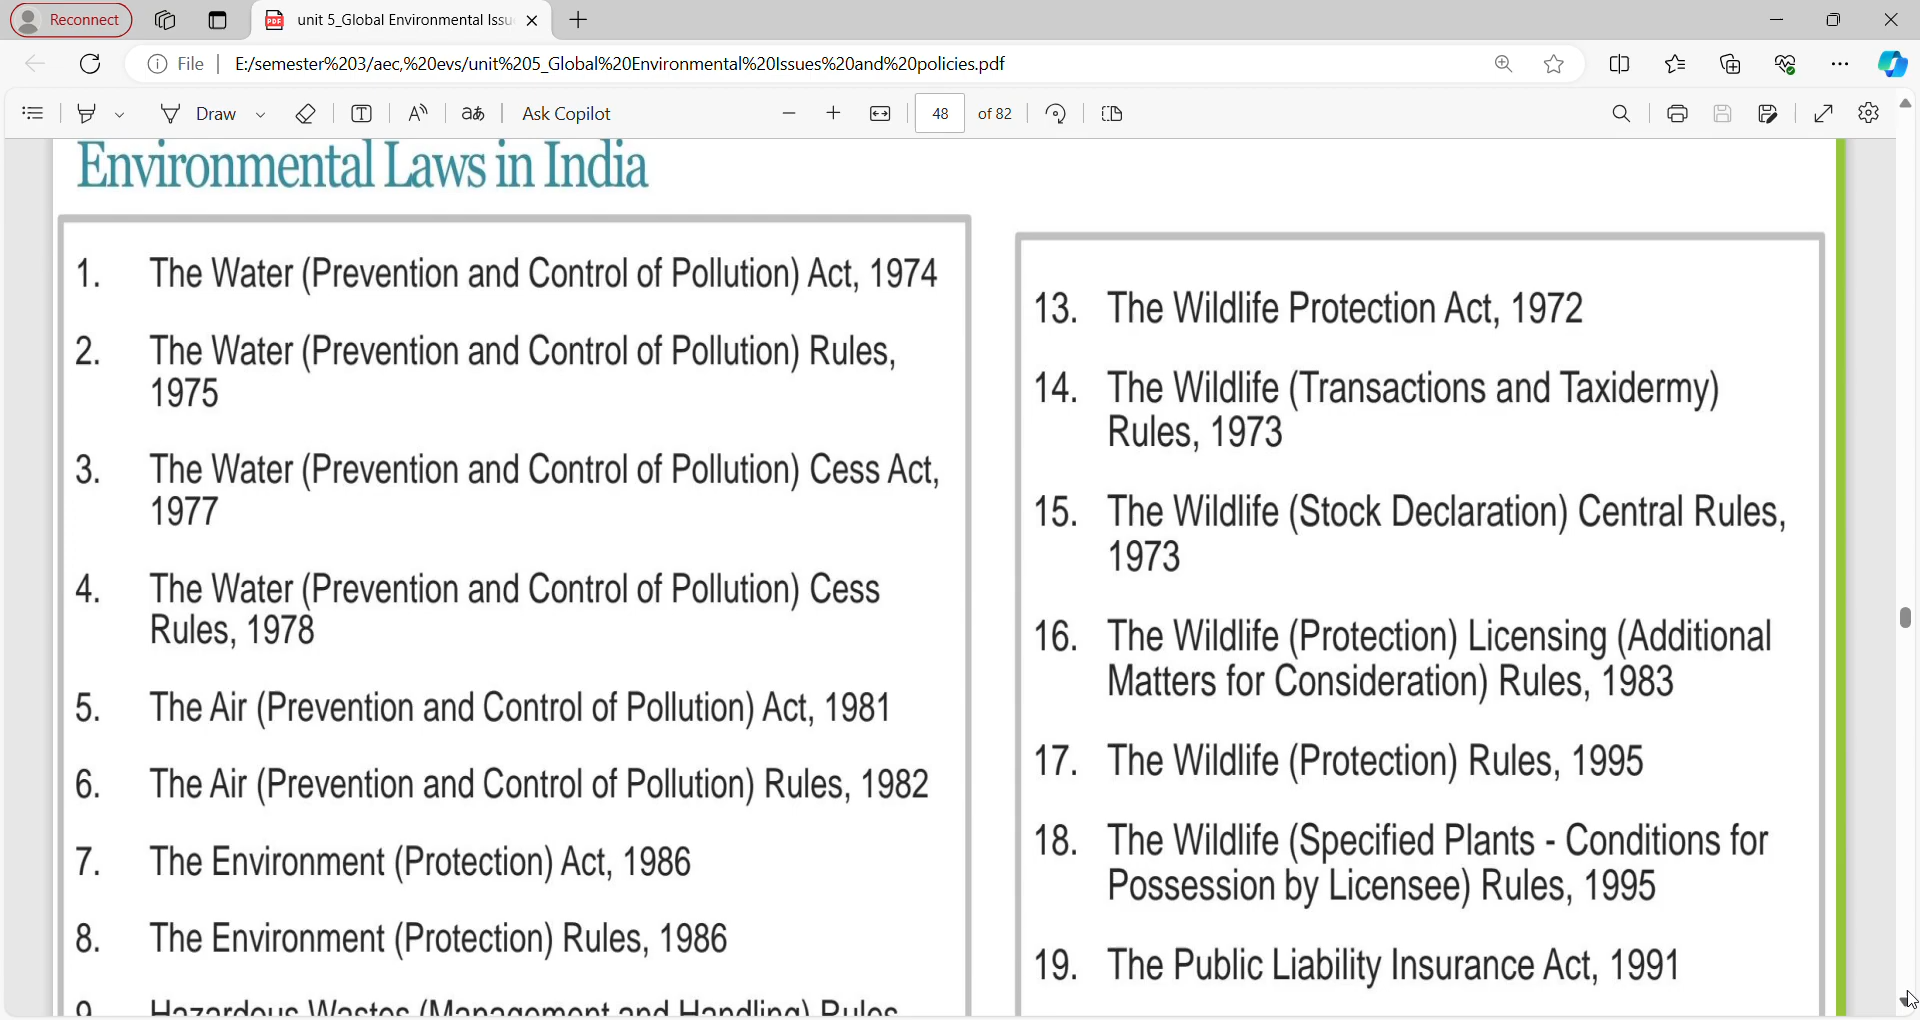 Reconnect
unit 5_Global Environmental Issu
File
E:/semester%203/aec,%20evs/unit%205_Global%20Environmental%20Issues%20and%20policies.pdf
Draw
Ask Copilot
48
of 82
Environmental Laws in India
1. The Water (Prevention and Control of Pollution) Act, 1974
2. The Water (Prevention and Control of Pollution) Rules,
1975
3. The Water (Prevention and Control of Pollution) Cess Act,
1977
4. The Water (Prevention and Control of Pollution) Cess
Rules, 1978
5. The Air (Prevention and Control of Pollution) Act, 1981
6. The Air (Prevention and Control of Pollution) Rules, 1982
7. The Environment (Protection) Act, 1986
8. The Environment (Protection) Rules, 1986
9. Hazardous Wastes (Management and Handling) Rules
13. The Wildlife Protection Act, 1972
14. The Wildlife (Transactions and Taxidermy)
Rules, 1973
15. The Wildlife (Stock Declaration) Central Rules,
1973
16. The Wildlife (Protection) Licensing (Additional
Matters for Consideration) Rules, 1983
17. The Wildlife (Protection) Rules, 1995
18. The Wildlife (Specified Plants - Conditions for
Possession by Licensee) Rules, 1995
19. The Public Liability Insurance Act, 1991